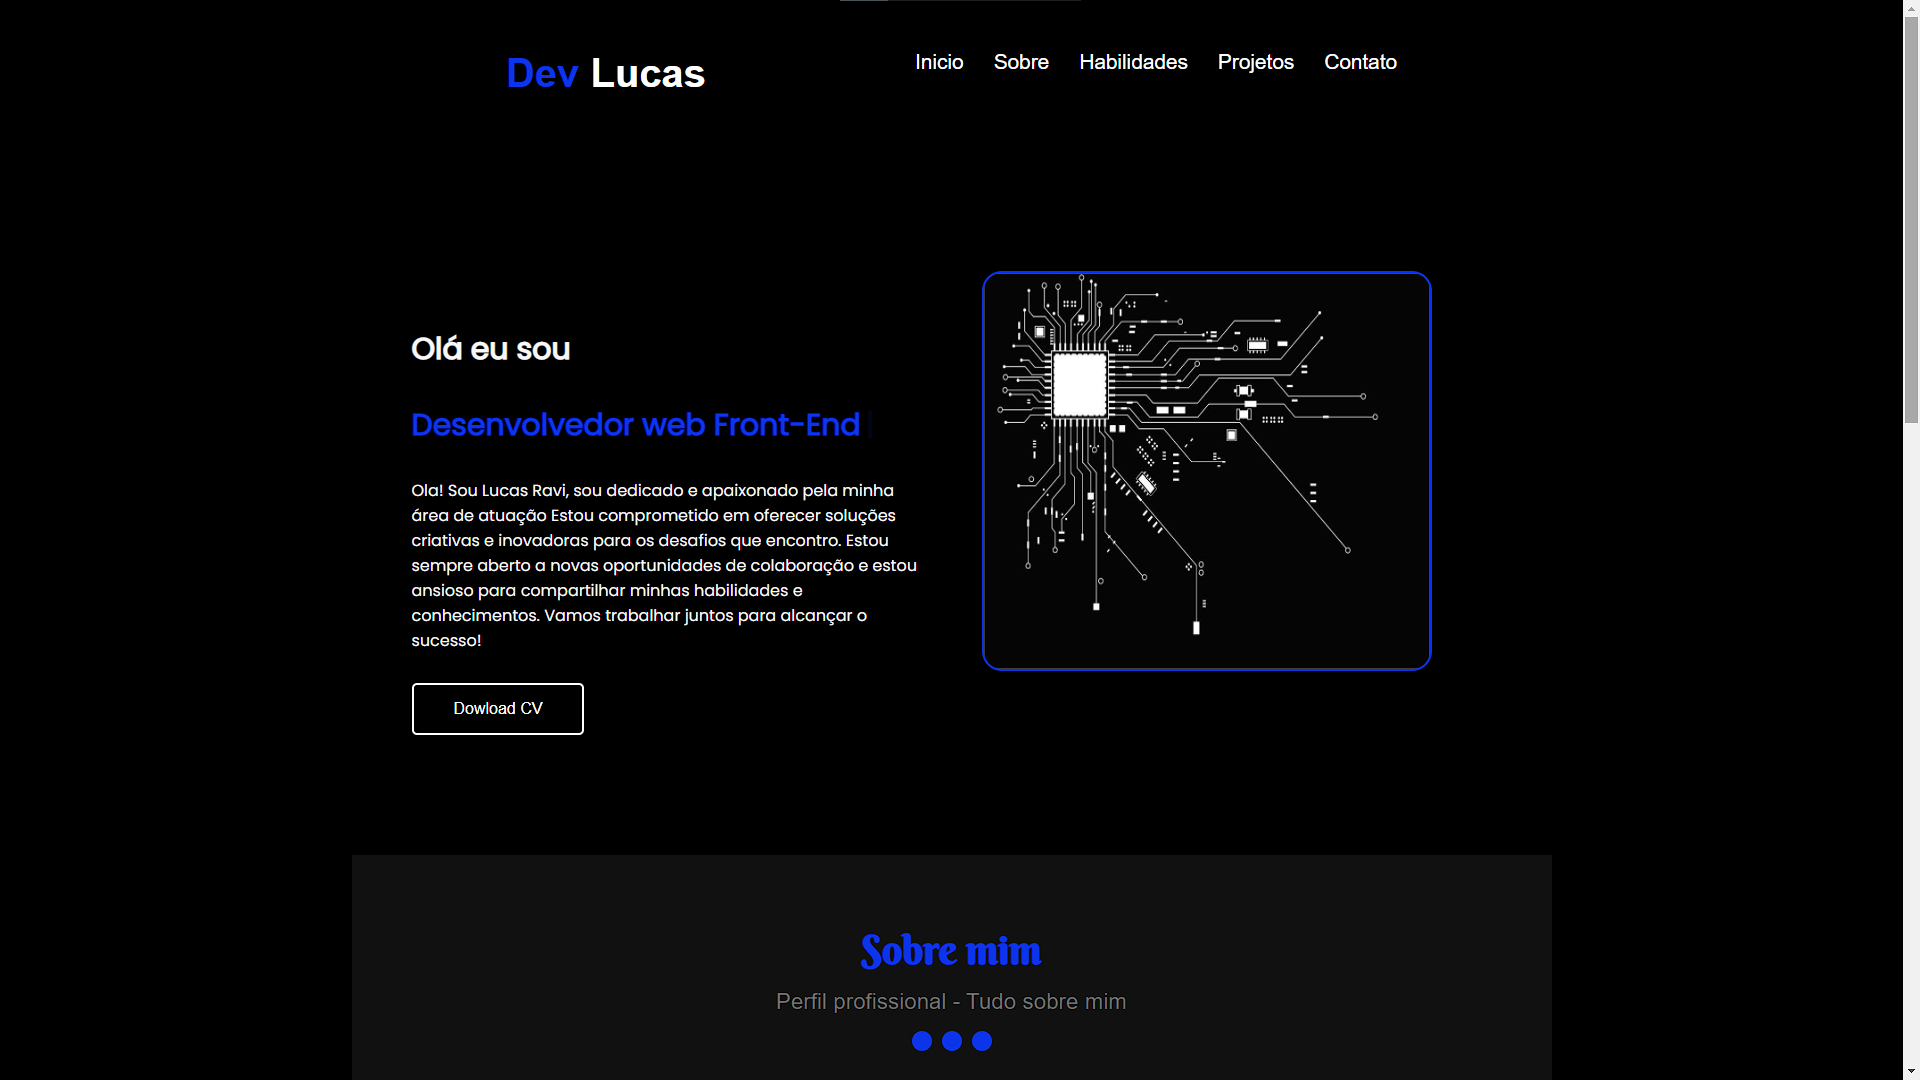 Dev Lucas
Inicio Sobre Habilidades Projetos Contato
Olá eu sou
Desenvolvedor web Front-End
Ola! Sou Lucas Ravi, sou dedicado e apaixonado pela minha
área de atuação Estou comprometido em oferecer soluções
criativas e inovadoras para os desafios que encontro. Estou
sempre aberto a novas oportunidades de colaboração e estou
ansioso para compartilhar minhas habilidades e
conhecimentos. Vamos trabalhar juntos para alcançar o
sucesso!
Dowload CV
Sobre mim
Perfil profissional - Tudo sobre mim